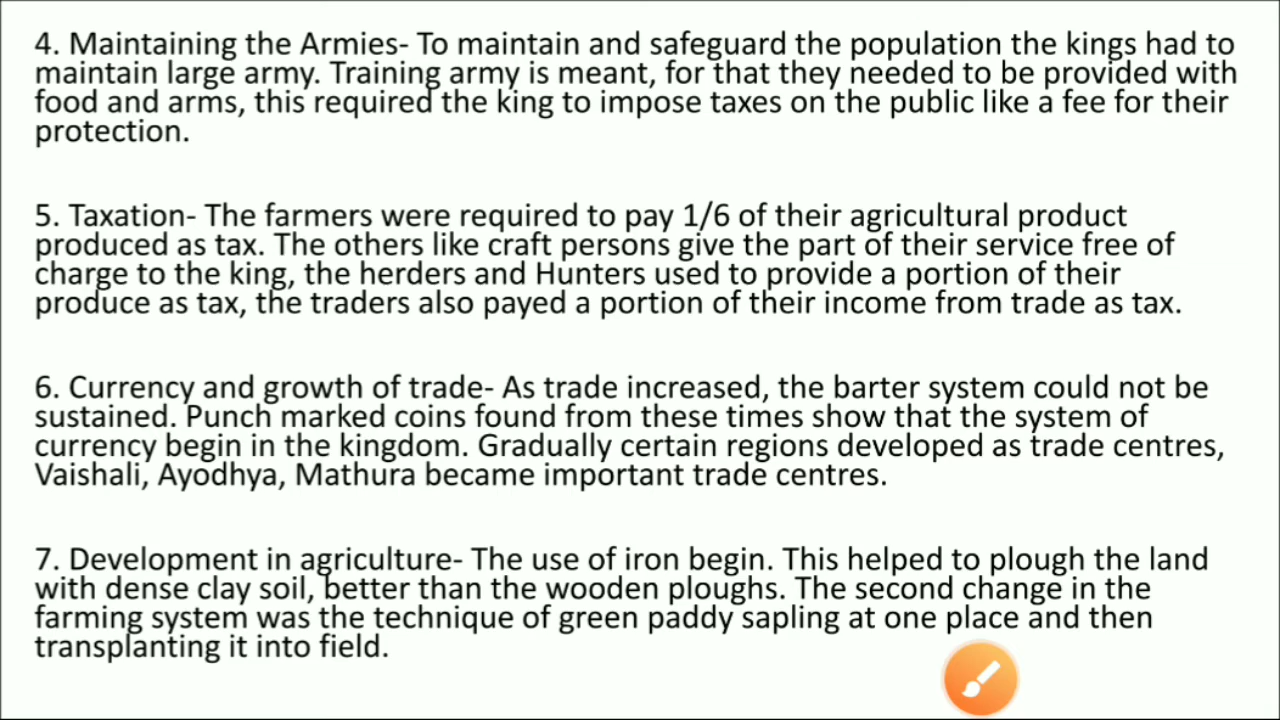 4. Maintaining the Armies- To maintain and safeguard the population the kings had to
maintain large army. Training army is meant, for that they needed to be provided with
food and arms, this required the king to impose taxes on the public like a fee for their
protection.
5. Taxation- The farmers were required to pay 1/6 of their agricultural product
produced as tax. The others like craft persons give the part of their service free of
charge to the king, the herders and Hunters used to provide a portion of their
produce as tax, the traders also payed a portion of their income from trade as tax.
6. Currency and growth of trade- As trade increased, the barter system could not be
sustained. Punch marked coins found from these times show that the system of
currency begin in the kingdom. Gradually certain regions developed as trade centres,
Vaishali, Ayodhya, Mathura became important trade centres.
7. Development in agriculture- The use of iron begin. This helped to plough the land
with dense clay soil, better than the wooden ploughs. The second change in the
farming system was the technique of green paddy sapling at one place and then
transplanting it into field.